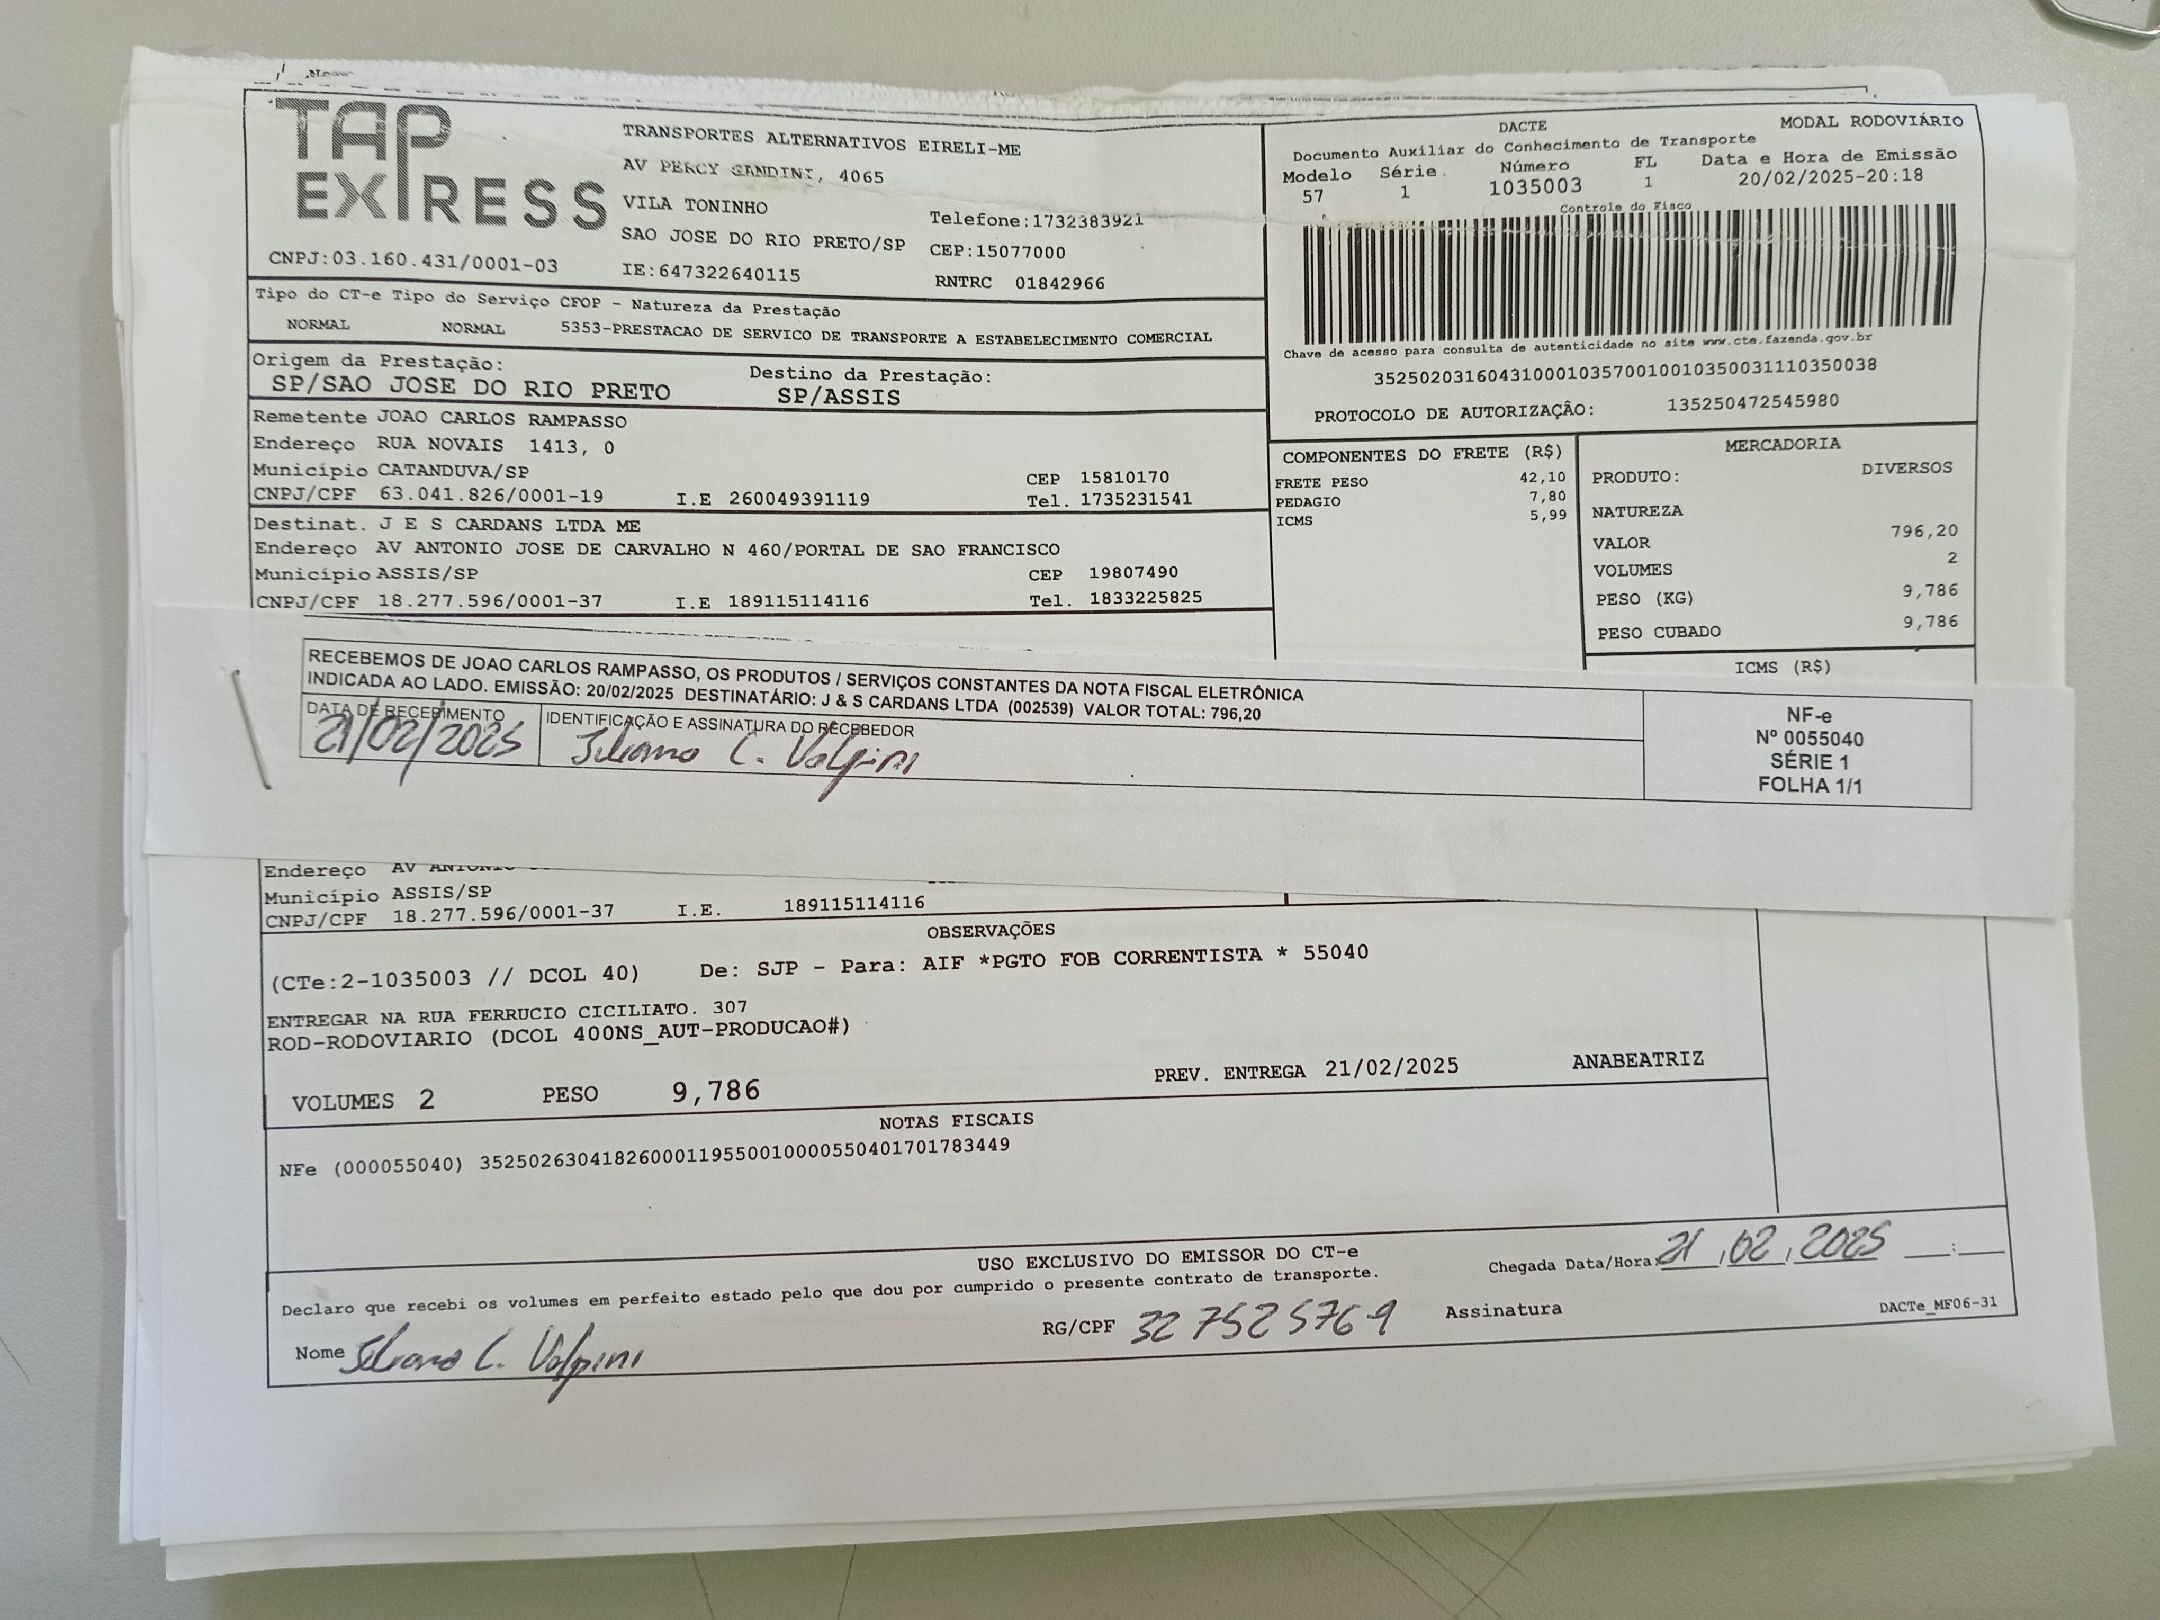 TAP EXPRESS
TRANSPORTES ALTERNATIVOS EIRELI-ME
AV PERCY GANDINI, 4065
VILA TONINHO
Telefone:1732383921
SAO JOSE DO RIO PRETO/SP CEP:15077000
CNPJ:03.160.431/0001-03 IE:647322640115 RNTRC 01842966
DACTE MODAL RODOVIÁRIO
Documento Auxiliar do Conhecimento de Transporte
Modelo Série Número FL Data e Hora de Emissão
57 1 1035003 1 20/02/2025-20:18
Controle do Fisco
Chave de acesso para consulta de autenticidade no site www.cte.fazenda.gov.br
35250203160431000103570010010350031110350038
PROTOCOLO DE AUTORIZAÇÃO: 135250472545980
Tipo do CT-e Tipo do Serviço CFOP - Natureza da Prestação
NORMAL NORMAL 5353-PRESTACAO DE SERVICO DE TRANSPORTE A ESTABELECIMENTO COMERCIAL
Origem da Prestação: Destino da Prestação:
SP/SAO JOSE DO RIO PRETO SP/ASSIS
Remetente JOAO CARLOS RAMPASSO
Endereço RUA NOVAIS 1413, 0
Município CATANDUVA/SP CEP 15810170
CNPJ/CPF 63.041.826/0001-19 I.E 260049391119 Tel. 1735231541
Destinat. J E S CARDANS LTDA ME
Endereço AV ANTONIO JOSE DE CARVALHO N 460/PORTAL DE SAO FRANCISCO
Município ASSIS/SP CEP 19807490
CNPJ/CPF 18.277.596/0001-37 I.E 189115114116 Tel. 1833225825
COMPONENTES DO FRETE (R$)
FRETE PESO 42,10
PEDAGIO 7,80
ICMS 5,99
MERCADORIA
PRODUTO: DIVERSOS
NATUREZA
VALOR 796,20
VOLUMES 2
PESO (KG) 9,786
PESO CUBADO 9,786
ICMS (R$)
RECEBEMOS DE JOAO CARLOS RAMPASSO, OS PRODUTOS / SERVIÇOS CONSTANTES DA NOTA FISCAL ELETRÔNICA
INDICADA AO LADO. EMISSÃO: 20/02/2025 DESTINATÁRIO: J & S CARDANS LTDA (002539) VALOR TOTAL: 796,20
DATA DE RECEBIMENTO IDENTIFICAÇÃO E ASSINATURA DO RECEBEDOR
21/02/2025 C. Volpini
NF-e
Nº 0055040
SÉRIE 1
FOLHA 1/1
Endereço AV ANTONIO
Município ASSIS/SP
CNPJ/CPF 18.277.596/0001-37 I.E. 189115114116
OBSERVAÇÕES
(CTe:2-1035003 // DCOL 40) De: SJP - Para: AIF *PGTO FOB CORRENTISTA * 55040
ENTREGAR NA RUA FERRUCIO CICILIATO. 307
ROD-RODOVIARIO (DCOL 400NS_AUT-PRODUCAO#)
VOLUMES 2 PESO 9,786 PREV. ENTREGA 21/02/2025 ANABEATRIZ
NOTAS FISCAIS
NFe (000055040) 35250263041826000119550010000550401701783449
USO EXCLUSIVO DO EMISSOR DO CT-e
Declaro que recebi os volumes em perfeito estado pelo que dou por cumprido o presente contrato de transporte.
Chegada Data/Hora: 21,02,2025 ___:___
Nome C. Volpini RG/CPF 327525769 Assinatura
DACTe_MF06-31